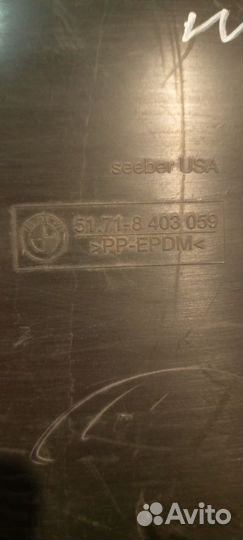 seeber USA
51.71-8 403 059
>PP-EPDM<
Avito